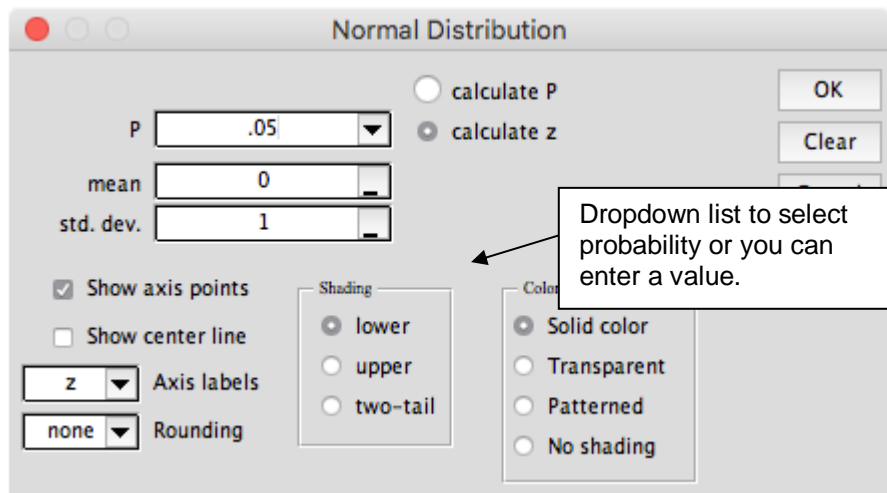 Normal Distribution
calculate P
OK
P .05
calculate z
Clear
mean 0
std. dev. 1
Dropdown list to select
probability or you can
enter a value.
Show axis points
Show center line
z Axis labels
none Rounding
Shading
lower
upper
two-tail
Color
Solid color
Transparent
Patterned
No shading